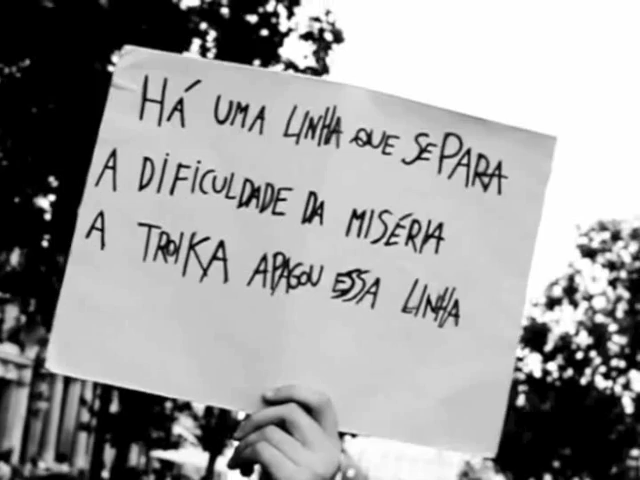 HÁ UMA LINHA QUE SEPARA
A DIFICULDADE DA MISÉRIA
A TROIKA APAGOU ESSA LINHA